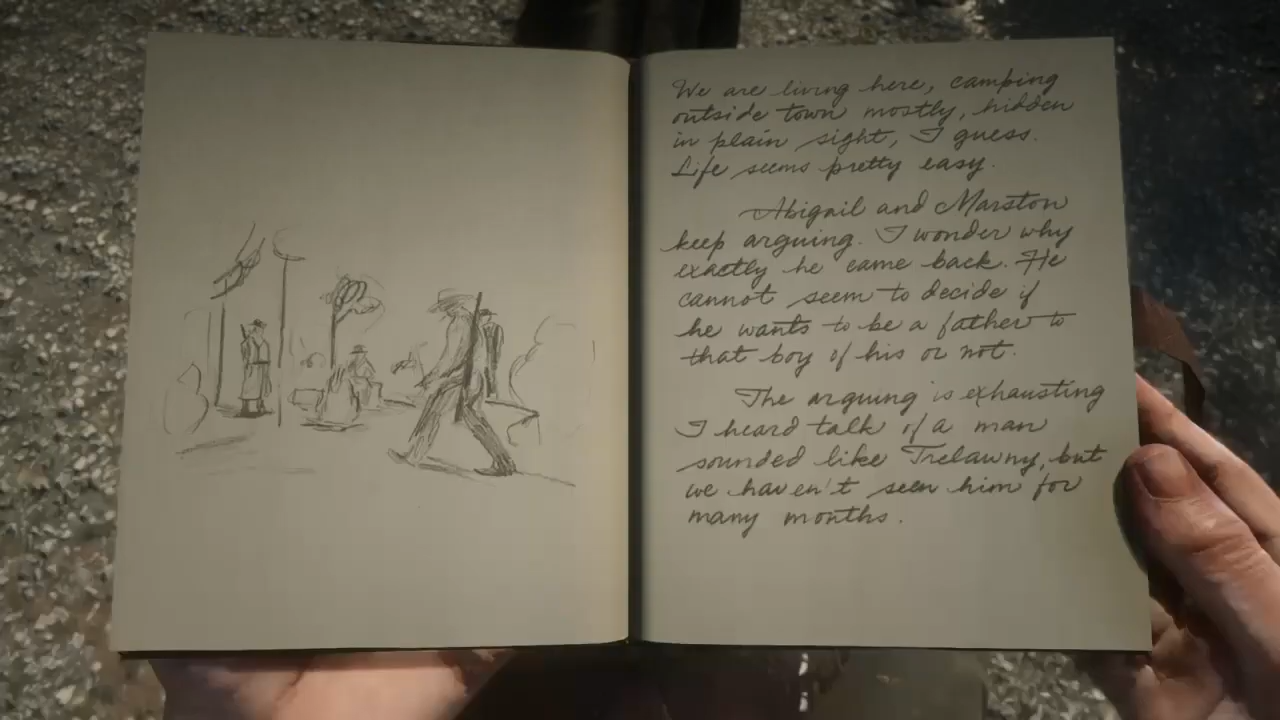 We are living here, camping
outside town mostly, hidden
in plain sight, I guess.
Life seems pretty easy.
Abigail and Marston
keep arguing. I wonder why
exactly he came back. He
cannot seem to decide if
he wants to be a father to
that boy of his or not.
The arguing is exhausting
I heard talk of a man
sounded like Trelawny, but
we haven't seen him for
many months.